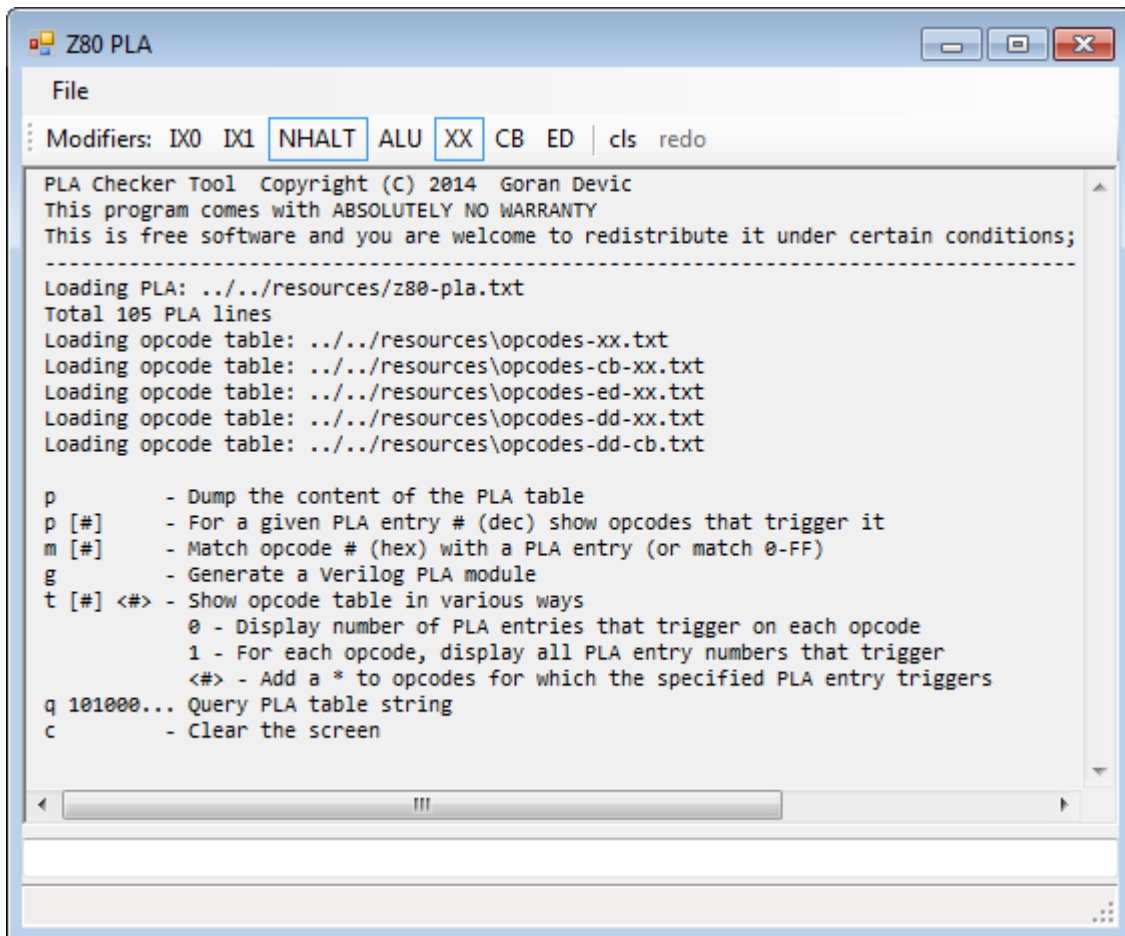 Z80 PLA
File
Modifiers: IX0 IX1 NHALT ALU XX CB ED cls redo
PLA Checker Tool  Copyright (C) 2014  Goran Devic
This program comes with ABSOLUTELY NO WARRANTY
This is free software and you are welcome to redistribute it under certain conditions;
--------------------------------------------------------------------------------------
Loading PLA: ../../resources/z80-pla.txt
Total 105 PLA lines
Loading opcode table: ../../resources\opcodes-xx.txt
Loading opcode table: ../../resources\opcodes-cb-xx.txt
Loading opcode table: ../../resources\opcodes-ed-xx.txt
Loading opcode table: ../../resources\opcodes-dd-xx.txt
Loading opcode table: ../../resources\opcodes-dd-cb.txt
p         - Dump the content of the PLA table
p [#]     - For a given PLA entry # (dec) show opcodes that trigger it
m [#]     - Match opcode # (hex) with a PLA entry (or match 0-FF)
g         - Generate a Verilog PLA module
t [#] <#> - Show opcode table in various ways
            0 - Display number of PLA entries that trigger on each opcode
            1 - For each opcode, display all PLA entry numbers that trigger
            <#> - Add a * to opcodes for which the specified PLA entry triggers
q 101000... Query PLA table string
c         - Clear the screen